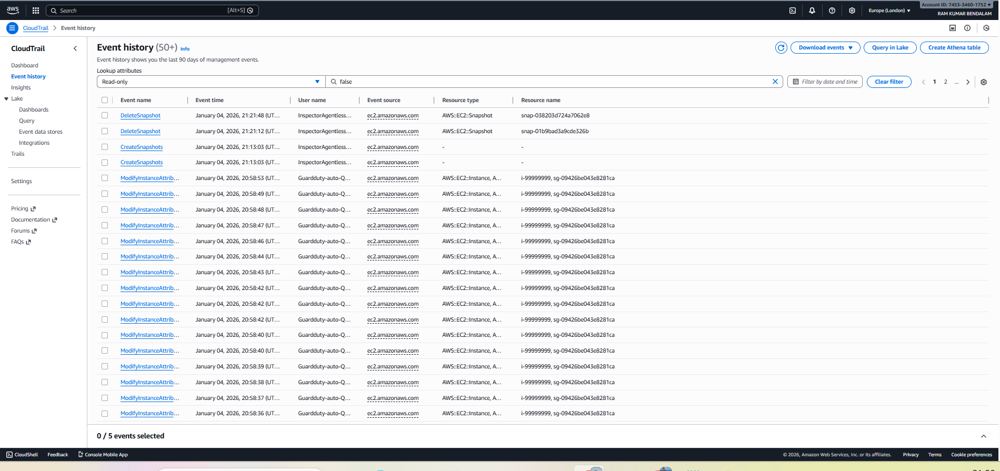 aws Search [Alt+S] Europe (London) Account ID: 7453-3460-1752
RAM KUMAR BENDALAM
CloudTrail > Event history
CloudTrail
Dashboard
Event history
Insights
Lake
Dashboards
Query
Event data stores
Integrations
Trails
Settings
Pricing
Documentation
Forums
FAQs
Event history (50+) Info
Download events Query in Lake Create Athena table
Event history shows you the last 90 days of management events.
Lookup attributes
Read-only false Filter by date and time Clear filter 1 2 ...
Event name Event time User name Event source Resource type Resource name
DeleteSnapshot January 04, 2026, 21:21:48 (UT... InspectorAgentless... ec2.amazonaws.com AWS::EC2::Snapshot snap-038203d724a7062e8
DeleteSnapshot January 04, 2026, 21:21:12 (UT... InspectorAgentless... ec2.amazonaws.com AWS::EC2::Snapshot snap-01b9bad3a9cde326b
CreateSnapshots January 04, 2026, 21:13:03 (UT... InspectorAgentless... ec2.amazonaws.com - -
CreateSnapshots January 04, 2026, 21:13:03 (UT... InspectorAgentless... ec2.amazonaws.com - -
ModifyInstanceAttrib... January 04, 2026, 20:58:53 (UT... Guardduty-auto-Q... ec2.amazonaws.com AWS::EC2::Instance, A... i-99999999, sg-09426be043e8281ca
ModifyInstanceAttrib... January 04, 2026, 20:58:49 (UT... Guardduty-auto-Q... ec2.amazonaws.com AWS::EC2::Instance, A... i-99999999, sg-09426be043e8281ca
ModifyInstanceAttrib... January 04, 2026, 20:58:48 (UT... Guardduty-auto-Q... ec2.amazonaws.com AWS::EC2::Instance, A... i-99999999, sg-09426be043e8281ca
ModifyInstanceAttrib... January 04, 2026, 20:58:47 (UT... Guardduty-auto-Q... ec2.amazonaws.com AWS::EC2::Instance, A... i-99999999, sg-09426be043e8281ca
ModifyInstanceAttrib... January 04, 2026, 20:58:46 (UT... Guardduty-auto-Q... ec2.amazonaws.com AWS::EC2::Instance, A... i-99999999, sg-09426be043e8281ca
ModifyInstanceAttrib... January 04, 2026, 20:58:44 (UT... Guardduty-auto-Q... ec2.amazonaws.com AWS::EC2::Instance, A... i-99999999, sg-09426be043e8281ca
ModifyInstanceAttrib... January 04, 2026, 20:58:43 (UT... Guardduty-auto-Q... ec2.amazonaws.com AWS::EC2::Instance, A... i-99999999, sg-09426be043e8281ca
ModifyInstanceAttrib... January 04, 2026, 20:58:42 (UT... Guardduty-auto-Q... ec2.amazonaws.com AWS::EC2::Instance, A... i-99999999, sg-09426be043e8281ca
ModifyInstanceAttrib... January 04, 2026, 20:58:42 (UT... Guardduty-auto-Q... ec2.amazonaws.com AWS::EC2::Instance, A... i-99999999, sg-09426be043e8281ca
ModifyInstanceAttrib... January 04, 2026, 20:58:42 (UT... Guardduty-auto-Q... ec2.amazonaws.com AWS::EC2::Instance, A... i-99999999, sg-09426be043e8281ca
ModifyInstanceAttrib... January 04, 2026, 20:58:40 (UT... Guardduty-auto-Q... ec2.amazonaws.com AWS::EC2::Instance, A... i-99999999, sg-09426be043e8281ca
ModifyInstanceAttrib... January 04, 2026, 20:58:40 (UT... Guardduty-auto-Q... ec2.amazonaws.com AWS::EC2::Instance, A... i-99999999, sg-09426be043e8281ca
ModifyInstanceAttrib... January 04, 2026, 20:58:39 (UT... Guardduty-auto-Q... ec2.amazonaws.com AWS::EC2::Instance, A... i-99999999, sg-09426be043e8281ca
ModifyInstanceAttrib... January 04, 2026, 20:58:38 (UT... Guardduty-auto-Q... ec2.amazonaws.com AWS::EC2::Instance, A... i-99999999, sg-09426be043e8281ca
ModifyInstanceAttrib... January 04, 2026, 20:58:37 (UT... Guardduty-auto-Q... ec2.amazonaws.com AWS::EC2::Instance, A... i-99999999, sg-09426be043e8281ca
ModifyInstanceAttrib... January 04, 2026, 20:58:36 (UT... Guardduty-auto-Q... ec2.amazonaws.com AWS::EC2::Instance, A... i-99999999, sg-09426be043e8281ca
0 / 5 events selected
CloudShell Feedback Console Mobile App © 2026, Amazon Web Services, Inc. or its affiliates. Privacy Terms Cookie preferences